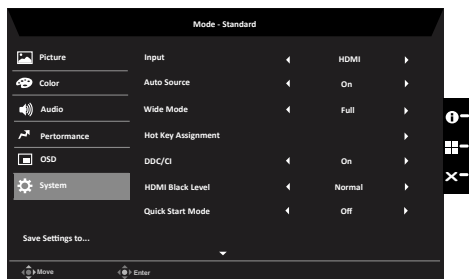 Mode - Standard
Picture
Color
Audio
Pertormance
OSD
System
Save Settings to...
Input HDMI
Auto Source On
Wide Mode Full
Hot Key Assignment
DDC/CI On
HDMI Black Level Normal
Quick Start Mode Off
Move Enter